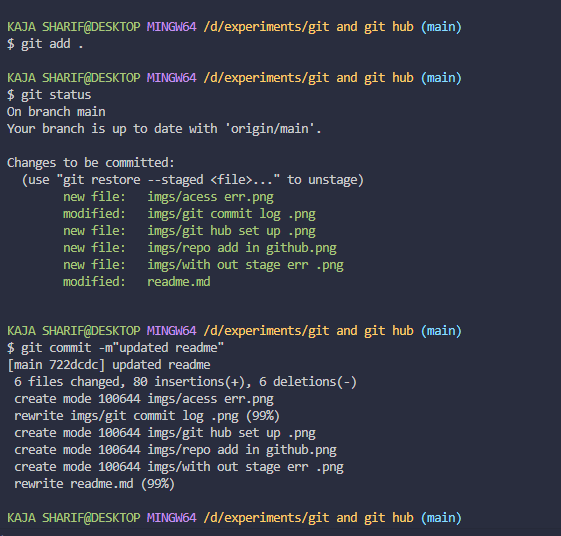 KAJA SHARIF@DESKTOP MINGW64 /d/experiments/git and git hub (main)
$ git add .
KAJA SHARIF@DESKTOP MINGW64 /d/experiments/git and git hub (main)
$ git status
On branch main
Your branch is up to date with 'origin/main'.
Changes to be committed:
  (use "git restore --staged <file>..." to unstage)
        new file:   imgs/acess err.png
        modified:   imgs/git commit log .png
        new file:   imgs/git hub set up .png
        new file:   imgs/repo add in github.png
        new file:   imgs/with out stage err .png
        modified:   readme.md
KAJA SHARIF@DESKTOP MINGW64 /d/experiments/git and git hub (main)
$ git commit -m"updated readme"
[main 722dcdc] updated readme
 6 files changed, 80 insertions(+), 6 deletions(-)
 create mode 100644 imgs/acess err.png
 rewrite imgs/git commit log .png (99%)
 create mode 100644 imgs/git hub set up .png
 create mode 100644 imgs/repo add in github.png
 create mode 100644 imgs/with out stage err .png
 rewrite readme.md (99%)
KAJA SHARIF@DESKTOP MINGW64 /d/experiments/git and git hub (main)